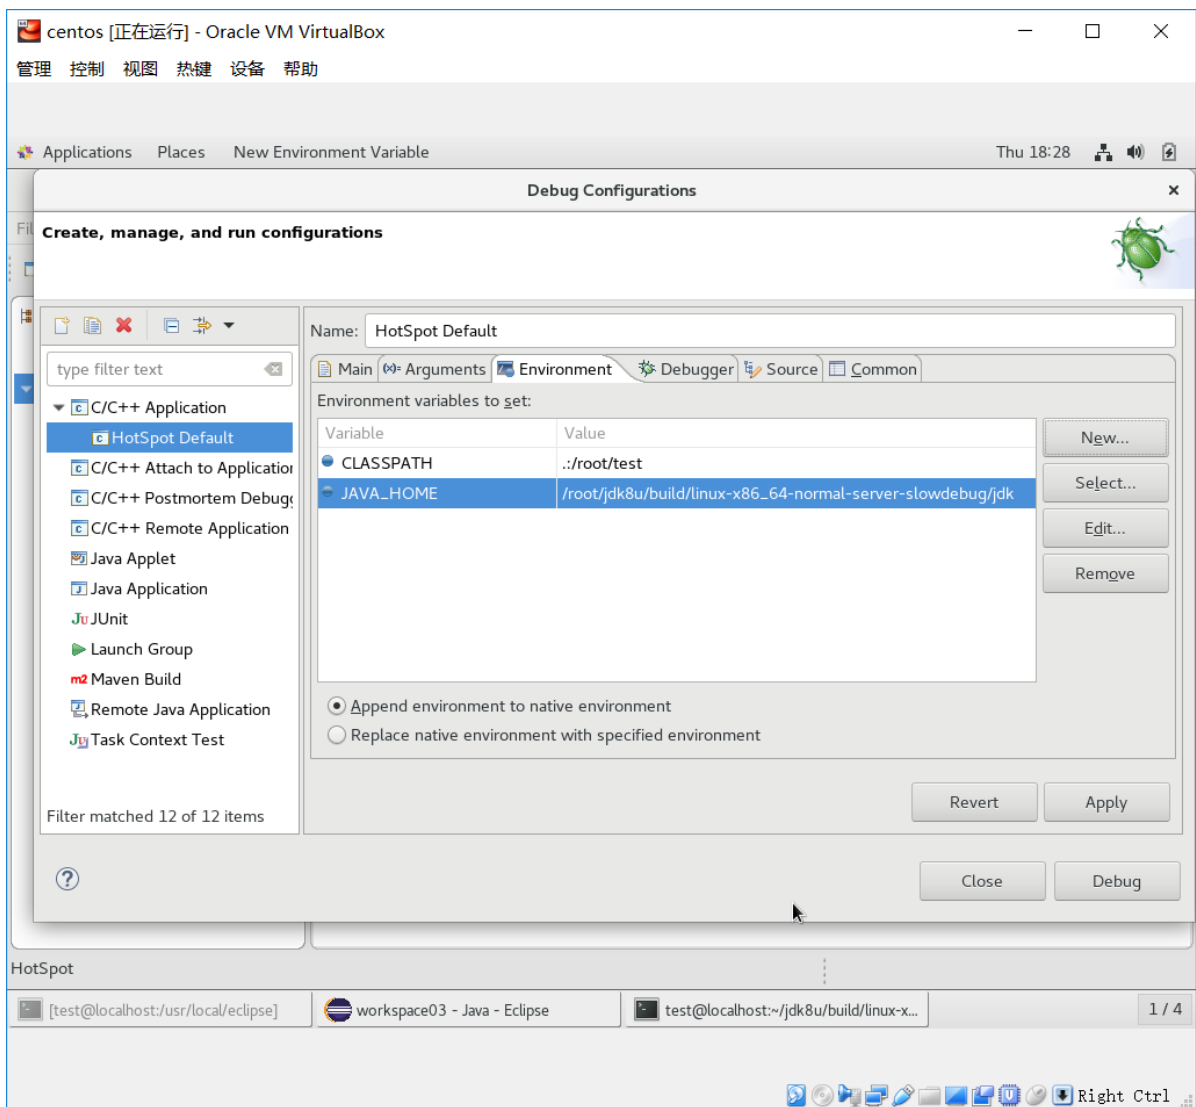 centos [正在运行] - Oracle VM VirtualBox
管理 控制 视图 热键 设备 帮助
Applications Places New Environment Variable Thu 18:28
Debug Configurations
Create, manage, and run configurations
Name: HotSpot Default
type filter text
Main Arguments Environment Debugger Source Common
Environment variables to set:
Variable Value
CLASSPATH .:/root/test
JAVA_HOME /root/jdk8u/build/linux-x86_64-normal-server-slowdebug/jdk
New...
Select...
Edit...
Remove
C/C++ Application
HotSpot Default
C/C++ Attach to Application
C/C++ Postmortem Debug
C/C++ Remote Application
Java Applet
Java Application
JUnit
Launch Group
Maven Build
Remote Java Application
Task Context Test
Filter matched 12 of 12 items
Append environment to native environment
Replace native environment with specified environment
Revert Apply
Close Debug
HotSpot
[test@localhost:/usr/local/eclipse] workspace03 - Java - Eclipse test@localhost:~/jdk8u/build/linux-x... 1 / 4
Right Ctrl